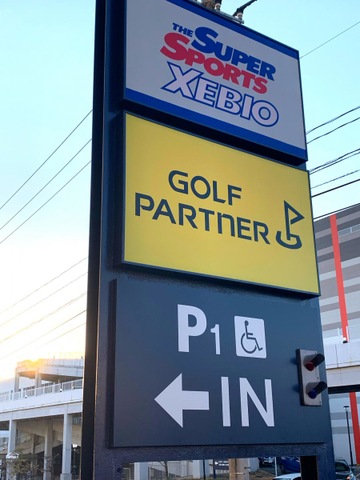 THE SUPER
SPORTS
XEBIO
GOLF
PARTNER
P1
← IN